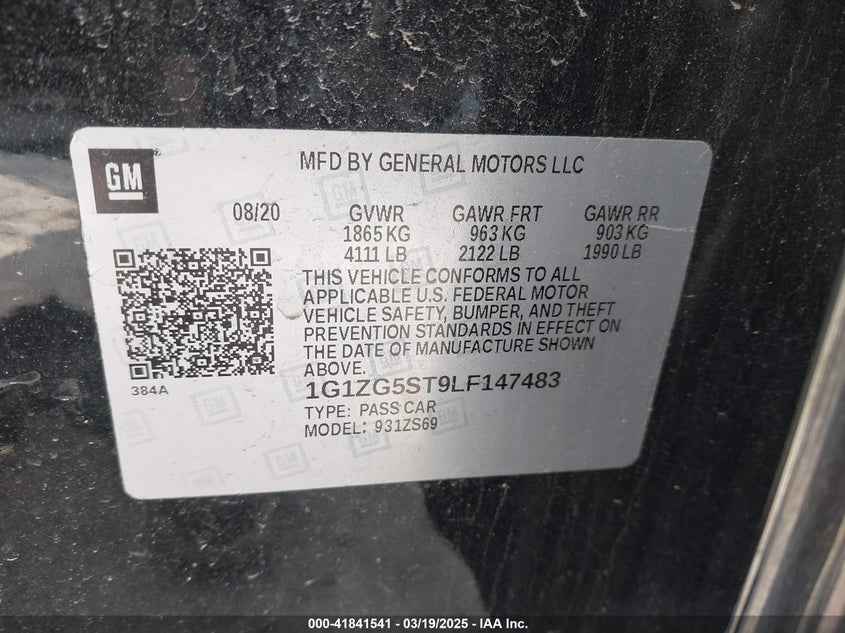 GM
MFD BY GENERAL MOTORS LLC
08/20 GVWR GAWR FRT GAWR RR
1865 KG 963 KG 903 KG
4111 LB 2122 LB 1990 LB
THIS VEHICLE CONFORMS TO ALL
APPLICABLE U.S. FEDERAL MOTOR
VEHICLE SAFETY, BUMPER, AND THEFT
PREVENTION STANDARDS IN EFFECT ON
THE DATE OF MANUFACTURE SHOWN
ABOVE.
384A
1G1ZG5ST9LF147483
TYPE: PASS CAR
MODEL: 931ZS69
000-41841541 - 03/19/2025 - IAA Inc.